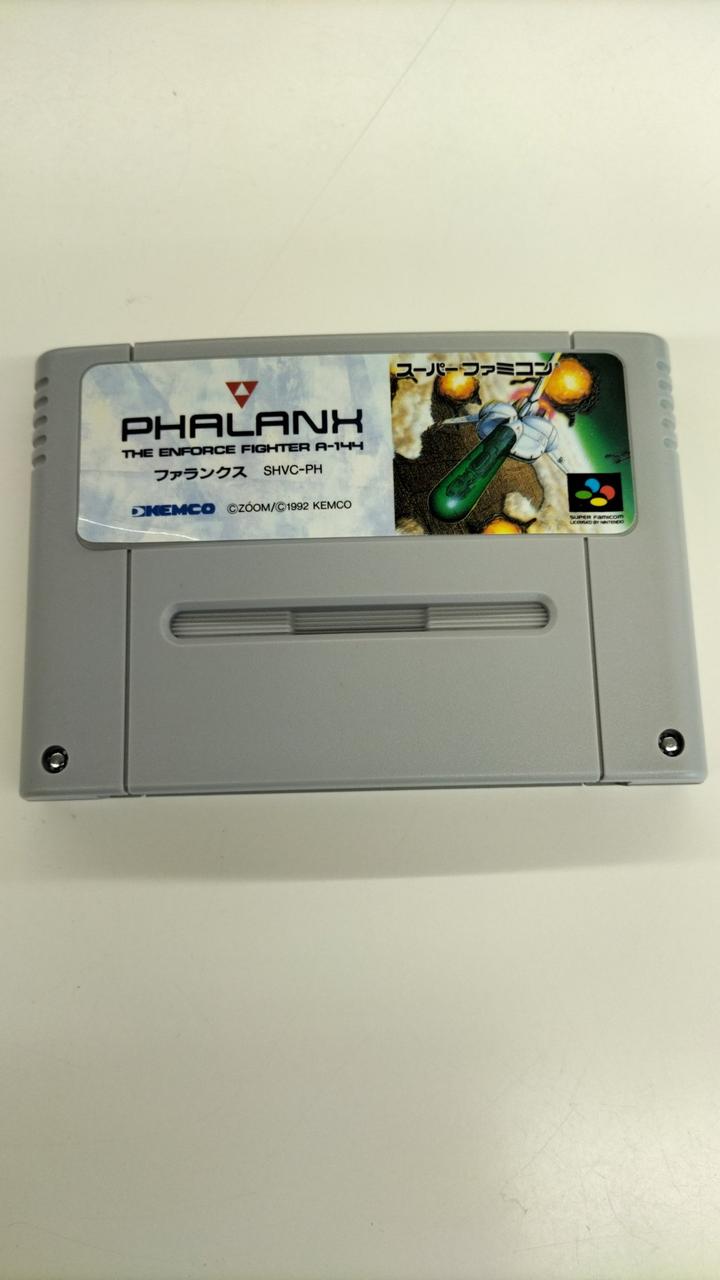 PHALANX
THE ENFORCE FIGHTER A-144
ファランクス SHVC-PH
KEMCO ©ZOOM/©1992 KEMCO
スーパーファミコン
SUPER FAMICOM
LICENSED BY NINTENDO